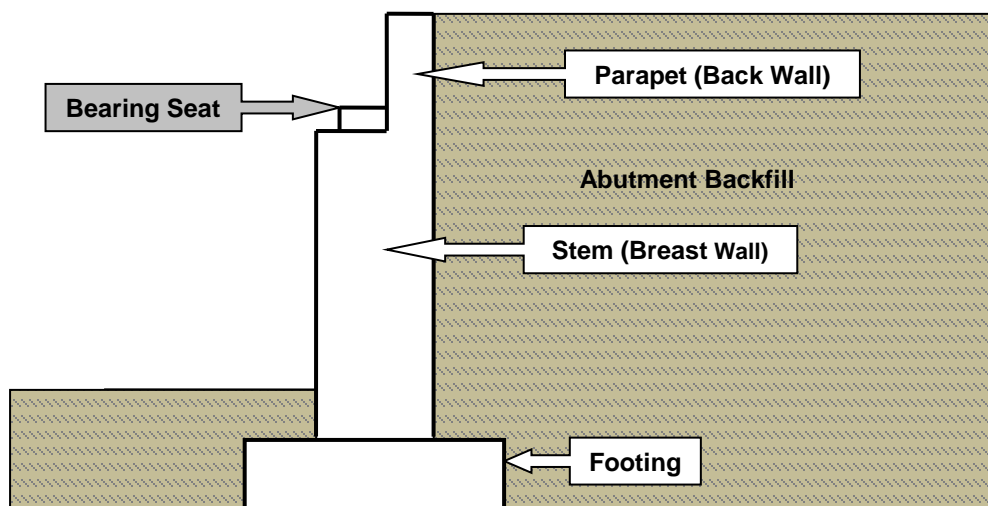 Parapet (Back Wall)
Bearing Seat
Abutment Backfill
Stem (Breast Wall)
Footing